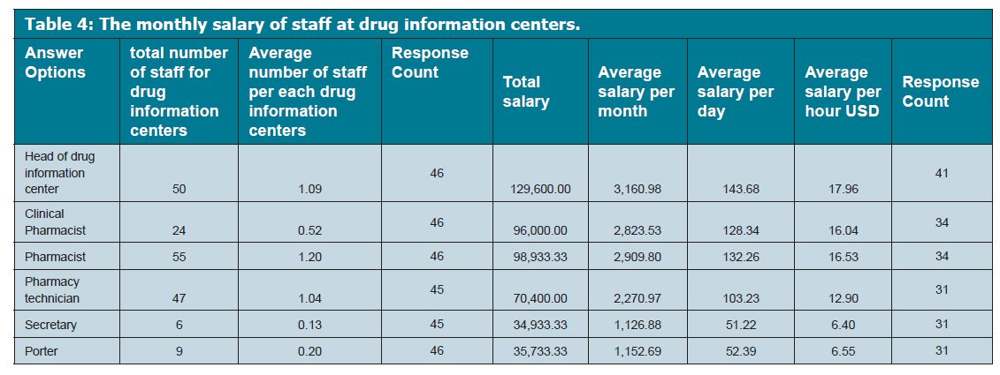 Table 4: The monthly salary of staff at drug information centers.
Answer Options | total number of staff for drug information centers | Average number of staff per each drug information centers | Response Count | Total salary | Average salary per month | Average salary per day | Average salary per hour USD | Response Count
Head of drug information center | 50 | 1.09 | 46 | 129,600.00 | 3,160.98 | 143.68 | 17.96 | 41
Clinical Pharmacist | 24 | 0.52 | 46 | 96,000.00 | 2,823.53 | 128.34 | 16.04 | 34
Pharmacist | 55 | 1.20 | 46 | 98,933.33 | 2,909.80 | 132.26 | 16.53 | 34
Pharmacy technician | 47 | 1.04 | 45 | 70,400.00 | 2,270.97 | 103.23 | 12.90 | 31
Secretary | 6 | 0.13 | 45 | 34,933.33 | 1,126.88 | 51.22 | 6.40 | 31
Porter | 9 | 0.20 | 46 | 35,733.33 | 1,152.69 | 52.39 | 6.55 | 31